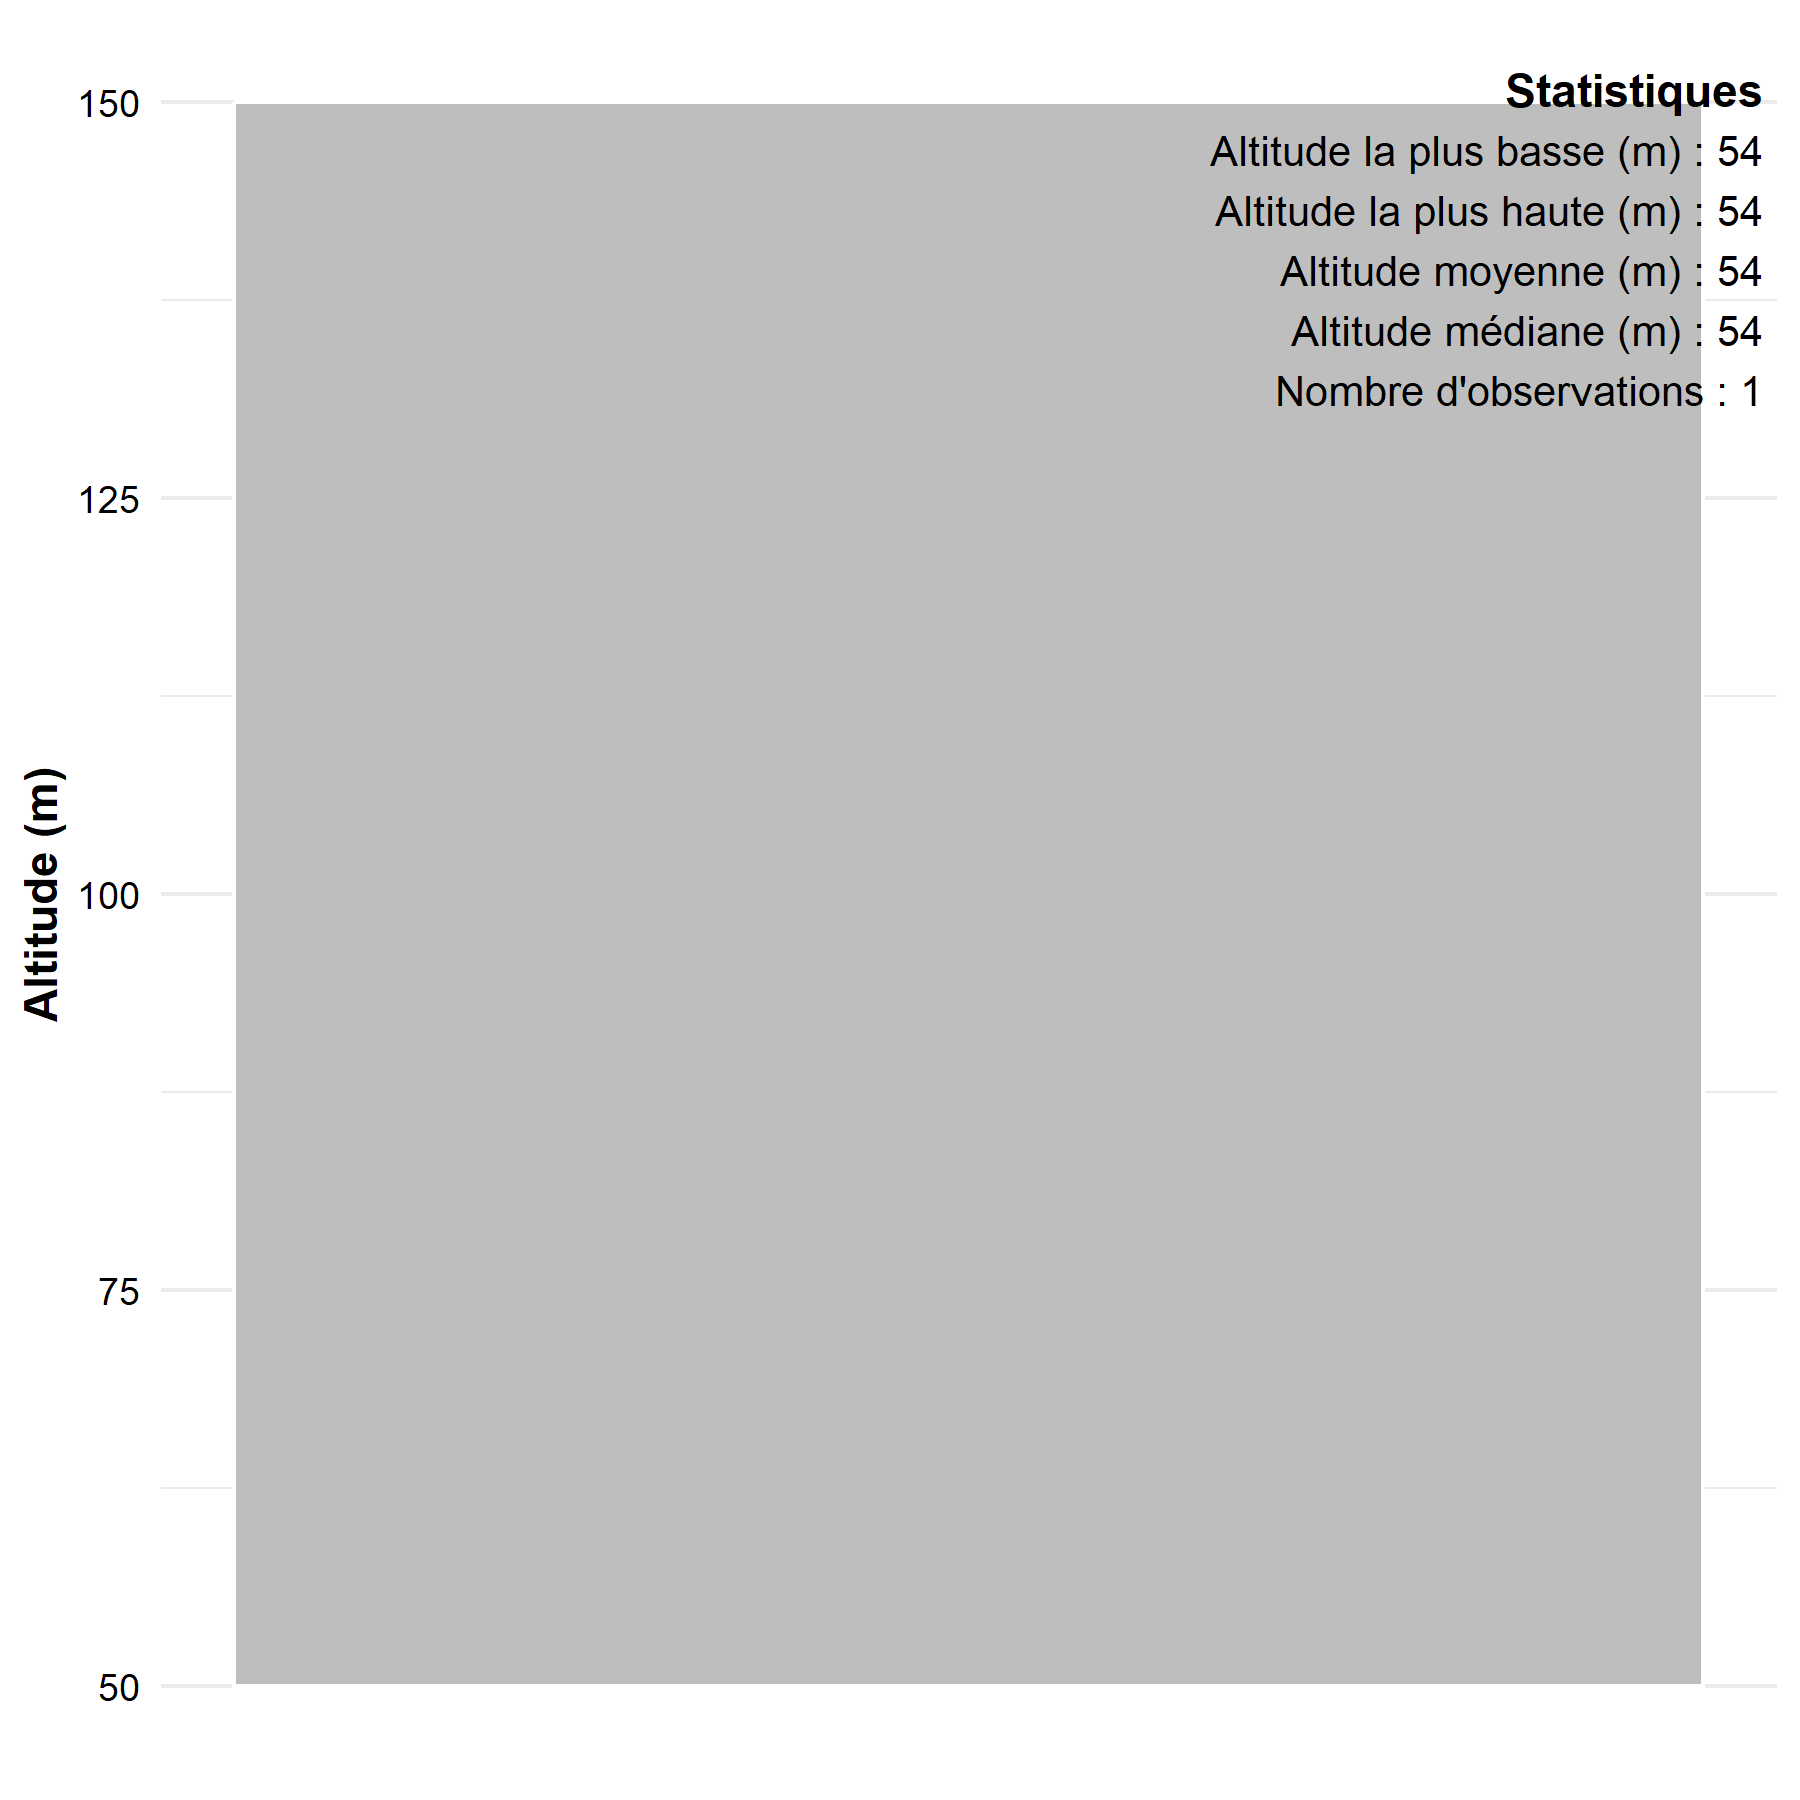 Statistiques
Altitude la plus basse (m) : 54
Altitude la plus haute (m) : 54
Altitude moyenne (m) : 54
Altitude médiane (m) : 54
Nombre d'observations : 1
150
125
100
75
50
Altitude (m)